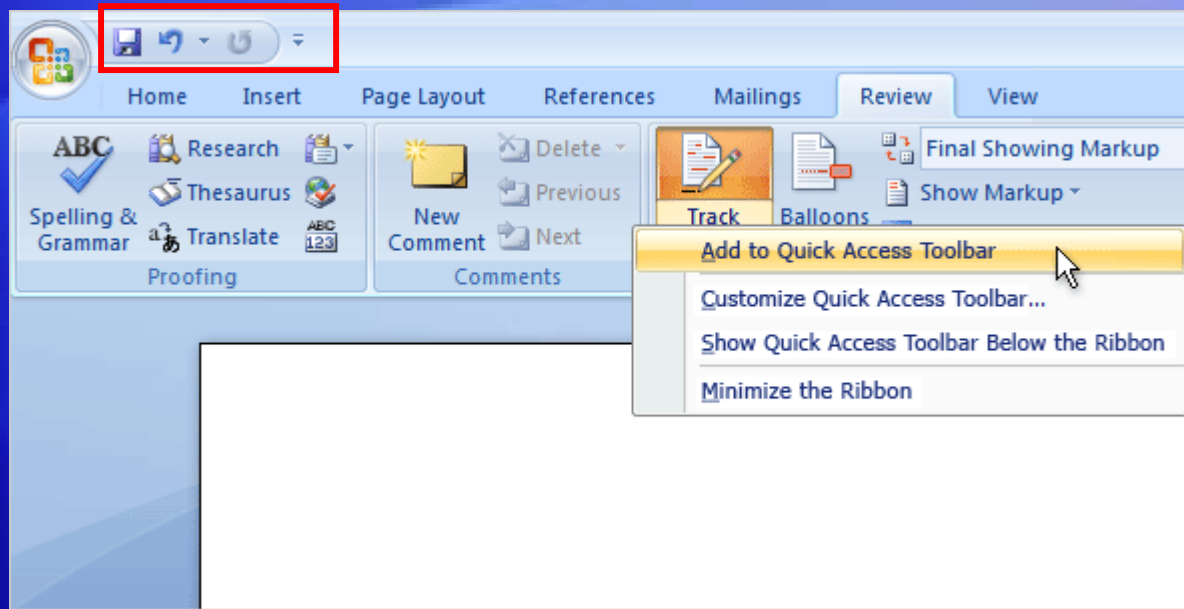 Home Insert Page Layout References Mailings Review View
ABC
Spelling &
Grammar
Research
Thesaurus
Translate
ABC
123
Proofing
New
Comment
Delete
Previous
Next
Comments
Track
Balloons
Final Showing Markup
Show Markup
Add to Quick Access Toolbar
Customize Quick Access Toolbar...
Show Quick Access Toolbar Below the Ribbon
Minimize the Ribbon